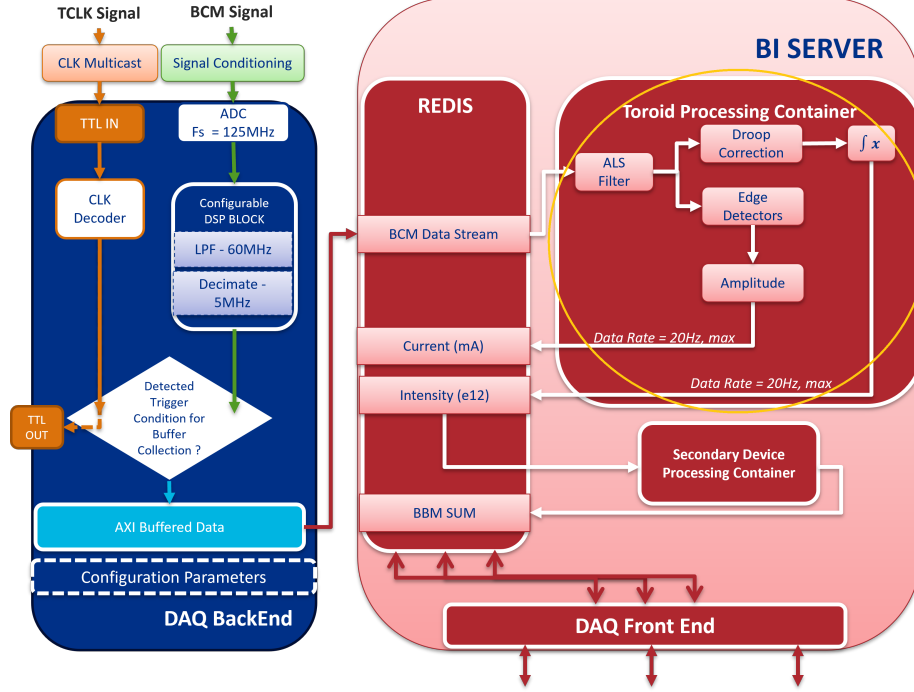 TCLK Signal
BCM Signal
CLK Multicast
Signal Conditioning
TTL IN
ADC
Fs = 125MHz
CLK
Decoder
Configurable
DSP BLOCK
LPF - 60MHz
Decimate -
5MHz
Detected
Trigger
Condition for
Buffer
Collection ?
TTL
OUT
AXI Buffered Data
Configuration Parameters
DAQ BackEnd
BI SERVER
REDIS
BCM Data Stream
Current (mA)
Intensity (e12)
BBM SUM
Toroid Processing Container
ALS
Filter
Droop
Correction
∫ x
Edge
Detectors
Amplitude
Data Rate = 20Hz, max
Data Rate = 20Hz, max
Secondary Device
Processing Container
DAQ Front End